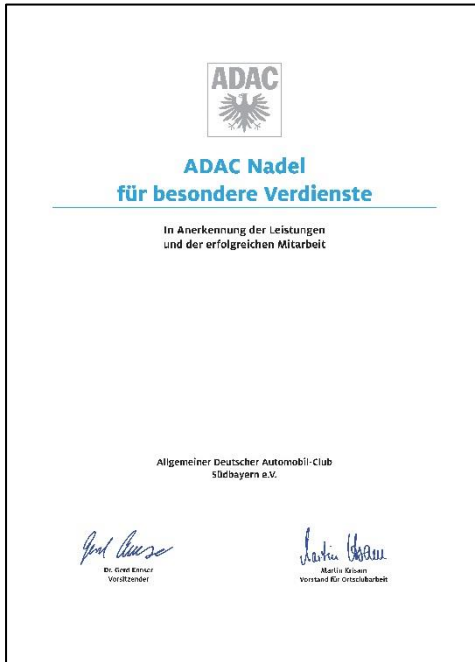 ADAC
ADAC Nadel
für besondere Verdienste
In Anerkennung der Leistungen
und der erfolgreichen Mitarbeit
Allgemeiner Deutscher Automobil-Club
Südbayern e.V.
Dr. Gerd Ennser
Vorsitzender
Martin Krisam
Vorstand für Ortsclubarbeit